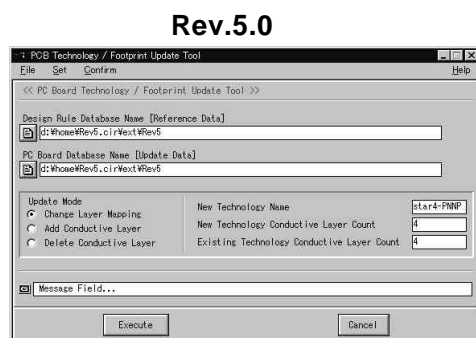 Rev.5.0
PCB Technology / Footprint Update Tool
File Set Confirm Help
<< PC Board Technology / Footprint Update Tool >>
Design Rule Database Name [Reference Data]
d:¥home¥Rev5.cir¥ext¥Rev5
PC Board Database Name [Update Data]
d:¥home¥Rev5.cir¥ext¥Rev5
Update Mode
Change Layer Mapping
Add Conductive Layer
Delete Conductive Layer
New Technology Name star4-PNNP
New Technology Conductive Layer Count 4
Existing Technology Conductive Layer Count 4
Message Field...
Execute Cancel